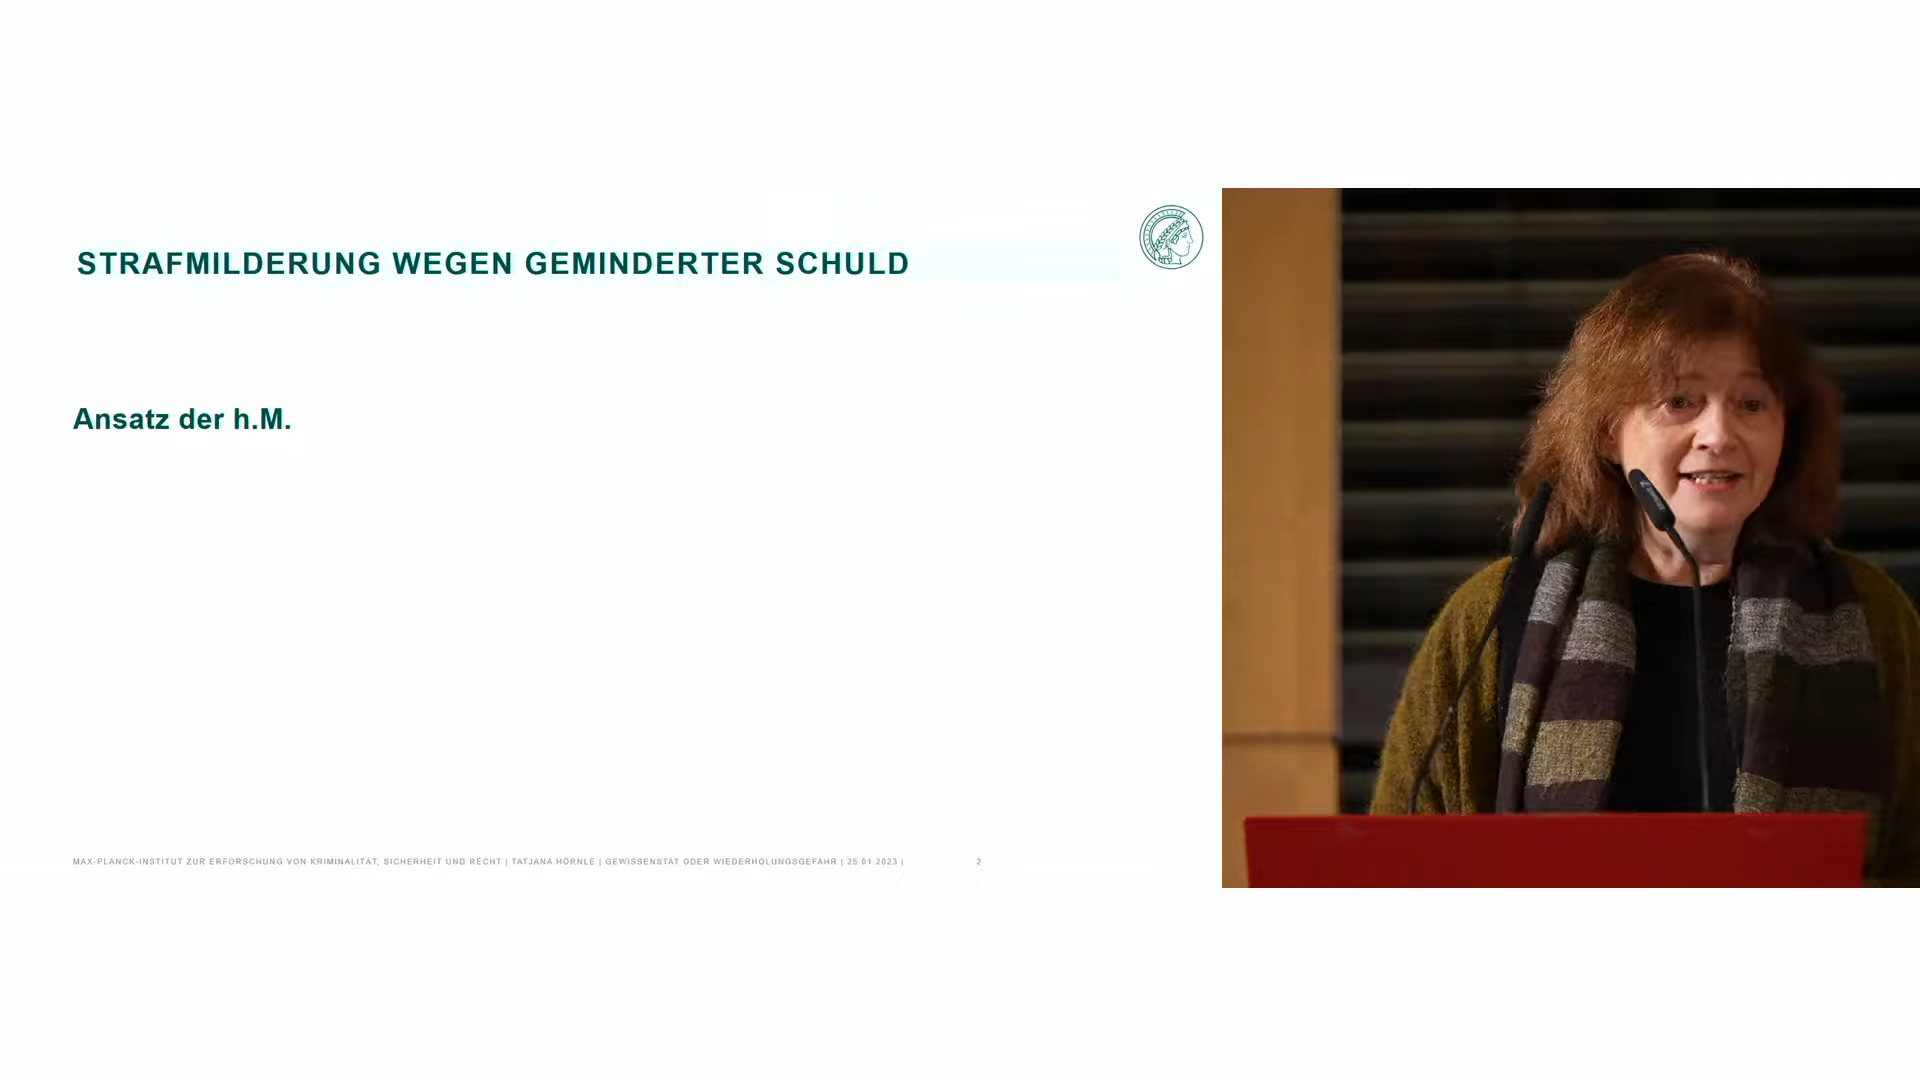 STRAFMILDERUNG WEGEN GEMINDERTER SCHULD
Ansatz der h.M.
MAX-PLANCK-INSTITUT ZUR ERFORSCHUNG VON KRIMINALITÄT, SICHERHEIT UND RECHT | TATJANA HÖRNLE | GEWISSENSTAT ODER WIEDERHOLUNGSGEFAHR | 25.01.2023 | 2